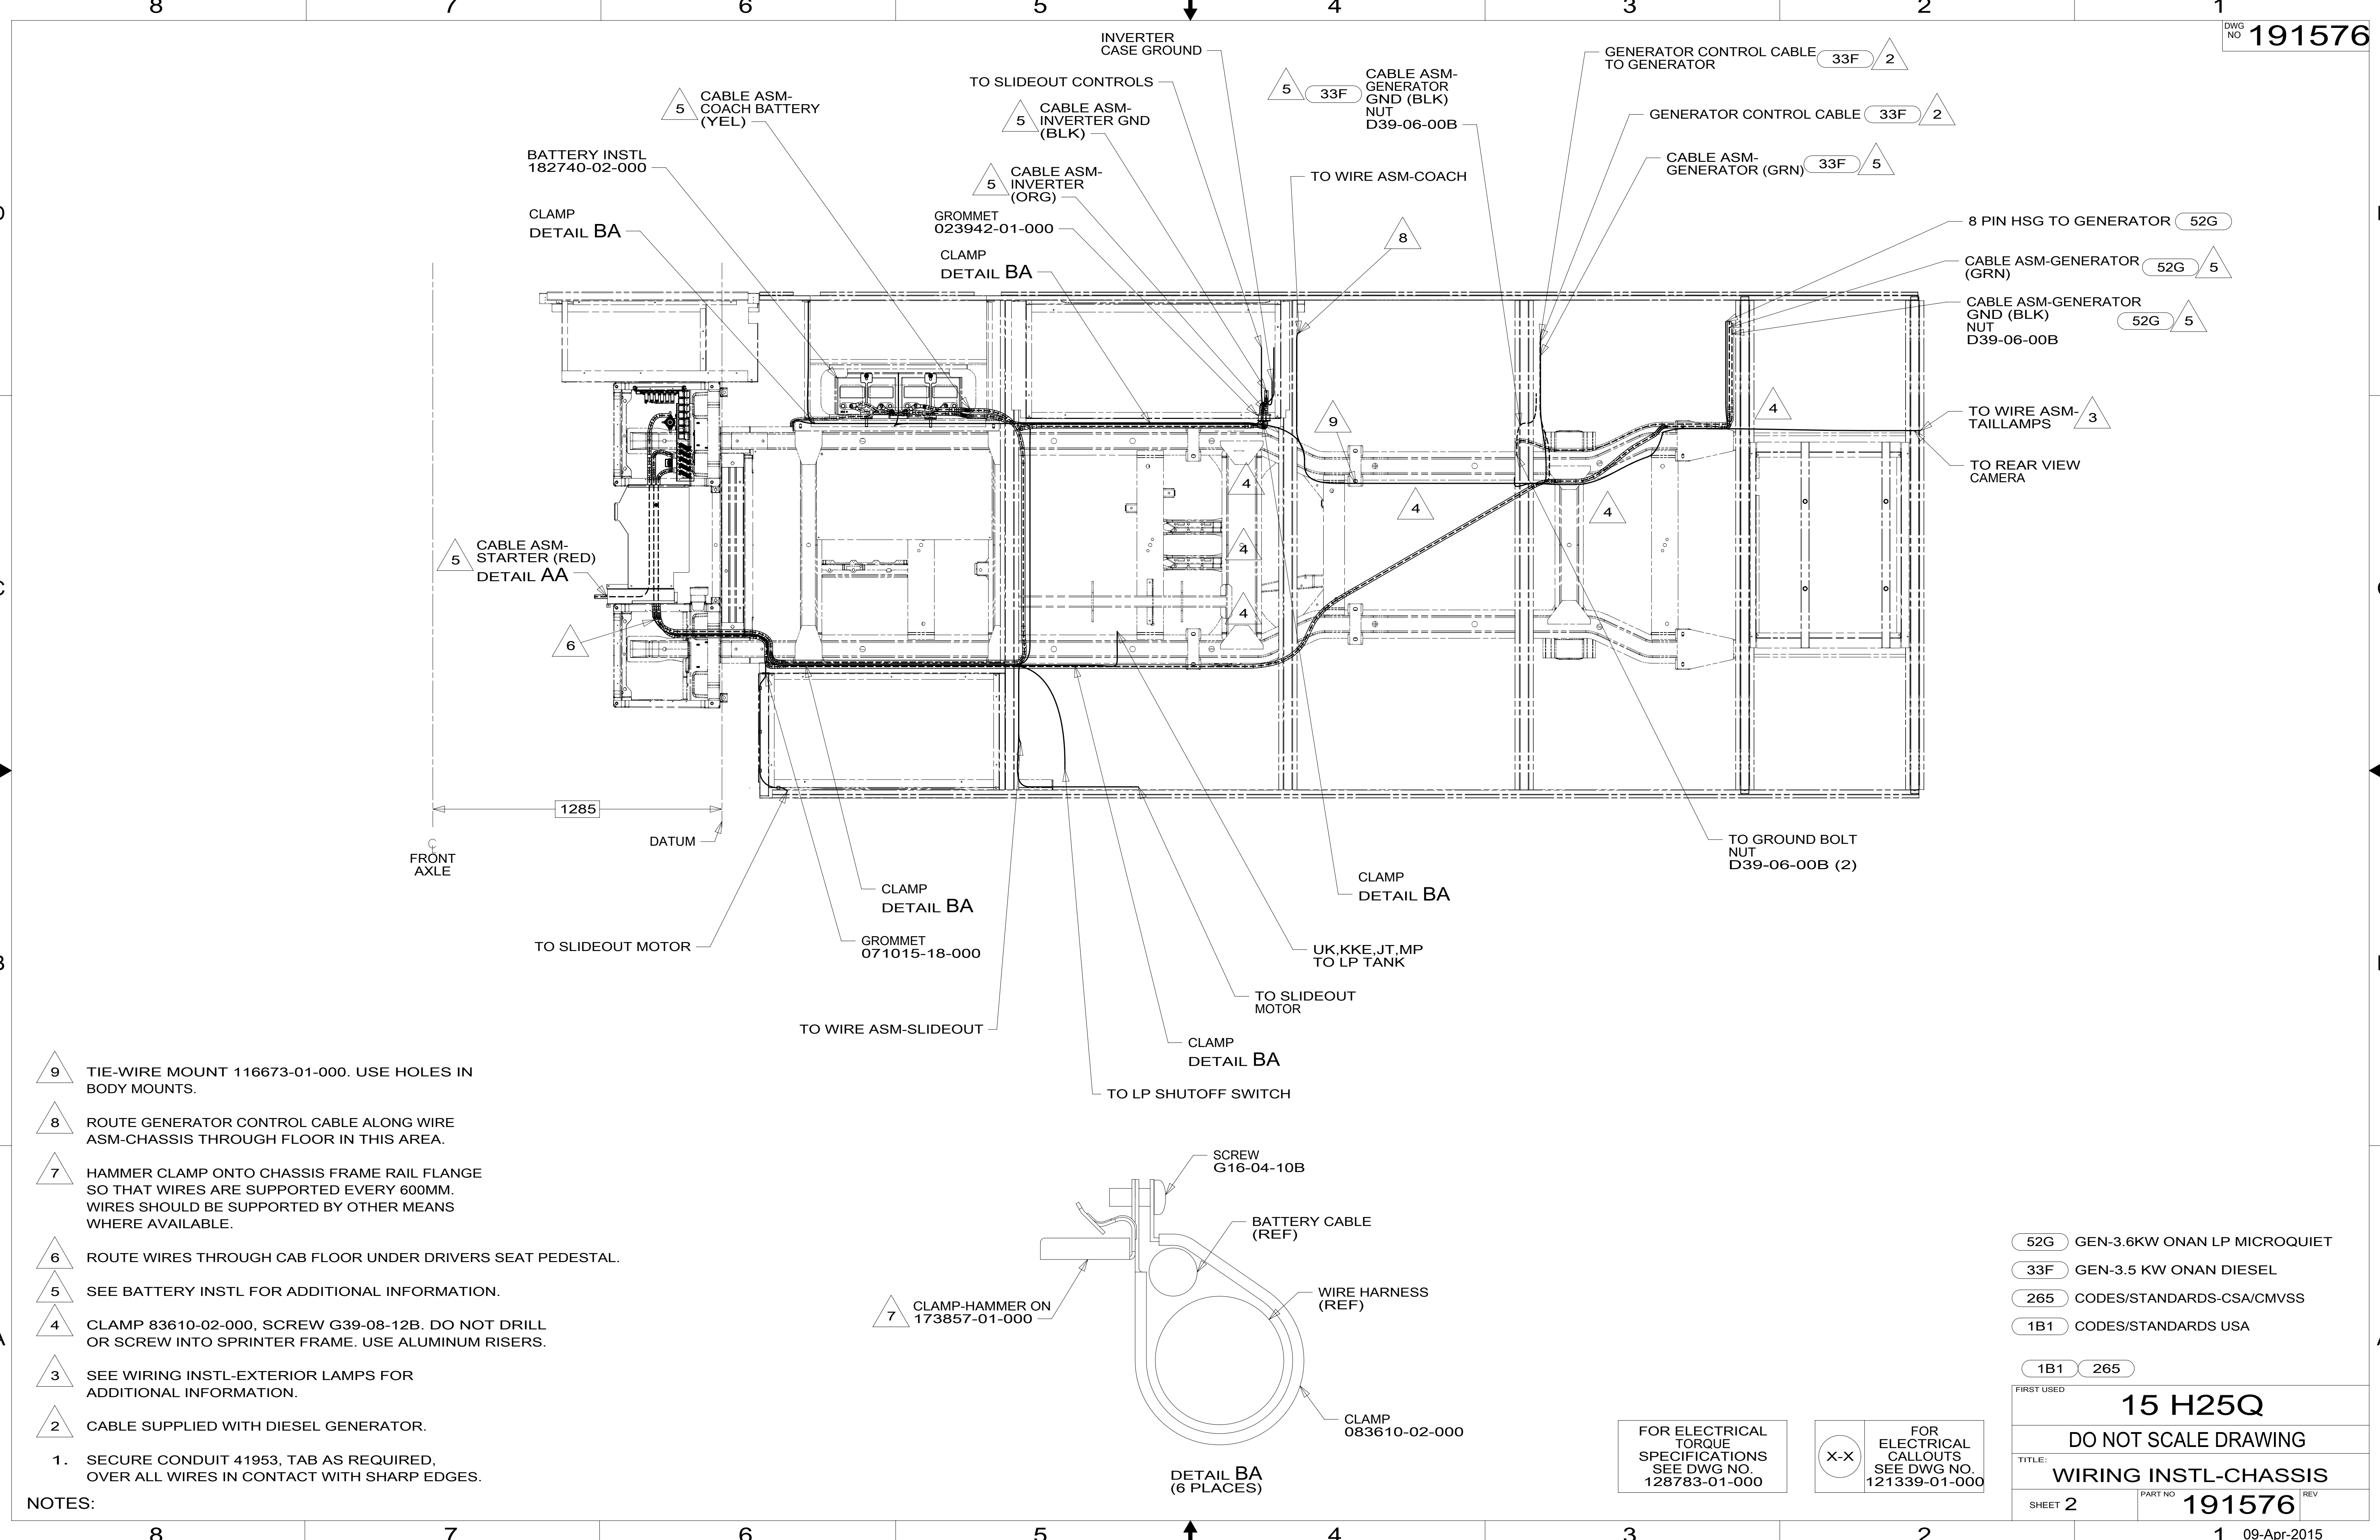 8 7 6 5 4 3 2 1
DWG
NO 191576
INVERTER
CASE GROUND
TO SLIDEOUT CONTROLS
5 CABLE ASM-
COACH BATTERY
(YEL)
5 CABLE ASM-
INVERTER GND
(BLK)
5 33F CABLE ASM-
GENERATOR
GND (BLK)
NUT
D39-06-00B
GENERATOR CONTROL CABLE 33F 2
TO GENERATOR
GENERATOR CONTROL CABLE 33F 2
CABLE ASM-
GENERATOR (GRN) 33F 5
BATTERY INSTL
182740-02-000
5 CABLE ASM-
INVERTER
(ORG)
TO WIRE ASM-COACH
CLAMP
DETAIL BA
GROMMET
023942-01-000
CLAMP
DETAIL BA
8
8 PIN HSG TO GENERATOR 52G
CABLE ASM-GENERATOR 52G 5
(GRN)
CABLE ASM-GENERATOR
GND (BLK) 52G 5
NUT
D39-06-00B
9
4
TO WIRE ASM- 3
TAILLAMPS
TO REAR VIEW
CAMERA
4
4
4
4
4
5 CABLE ASM-
STARTER (RED)
DETAIL AA
6
1285
DATUM
FRONT
AXLE
CLAMP
DETAIL BA
TO SLIDEOUT MOTOR
GROMMET
071015-18-000
TO WIRE ASM-SLIDEOUT
CLAMP
DETAIL BA
UK,KKE,JT,MP
TO LP TANK
TO SLIDEOUT
MOTOR
CLAMP
DETAIL BA
TO LP SHUTOFF SWITCH
TO GROUND BOLT
NUT
D39-06-00B (2)
9 TIE-WIRE MOUNT 116673-01-000. USE HOLES IN
BODY MOUNTS.
8 ROUTE GENERATOR CONTROL CABLE ALONG WIRE
ASM-CHASSIS THROUGH FLOOR IN THIS AREA.
7 HAMMER CLAMP ONTO CHASSIS FRAME RAIL FLANGE
SO THAT WIRES ARE SUPPORTED EVERY 600MM.
WIRES SHOULD BE SUPPORTED BY OTHER MEANS
WHERE AVAILABLE.
6 ROUTE WIRES THROUGH CAB FLOOR UNDER DRIVERS SEAT PEDESTAL.
5 SEE BATTERY INSTL FOR ADDITIONAL INFORMATION.
4 CLAMP 83610-02-000, SCREW G39-08-12B. DO NOT DRILL
OR SCREW INTO SPRINTER FRAME. USE ALUMINUM RISERS.
3 SEE WIRING INSTL-EXTERIOR LAMPS FOR
ADDITIONAL INFORMATION.
2 CABLE SUPPLIED WITH DIESEL GENERATOR.
1. SECURE CONDUIT 41953, TAB AS REQUIRED,
OVER ALL WIRES IN CONTACT WITH SHARP EDGES.
NOTES:
SCREW
G16-04-10B
BATTERY CABLE
(REF)
WIRE HARNESS
(REF)
7 CLAMP-HAMMER ON
173857-01-000
CLAMP
083610-02-000
DETAIL BA
(6 PLACES)
FOR ELECTRICAL
TORQUE
SPECIFICATIONS
SEE DWG NO.
128783-01-000
X-X
FOR
ELECTRICAL
CALLOUTS
SEE DWG NO.
121339-01-000
52G GEN-3.6KW ONAN LP MICROQUIET
33F GEN-3.5 KW ONAN DIESEL
265 CODES/STANDARDS-CSA/CMVSS
1B1 CODES/STANDARDS USA
1B1 265
FIRST USED
15 H25Q
DO NOT SCALE DRAWING
TITLE:
WIRING INSTL-CHASSIS
SHEET 2 PART NO 191576 REV
8 7 6 5 4 3 2 1
09-Apr-2015